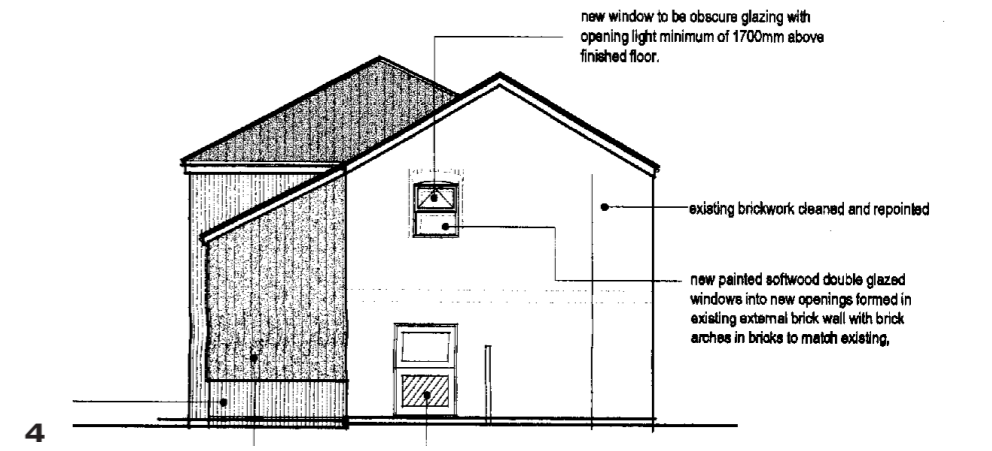 new window to be obscure glazing with
opening light minimum of 1700mm above
finished floor.
existing brickwork cleaned and repointed
new painted softwood double glazed
windows into new openings formed in
existing external brick wall with brick
arches in bricks to match existing,
4